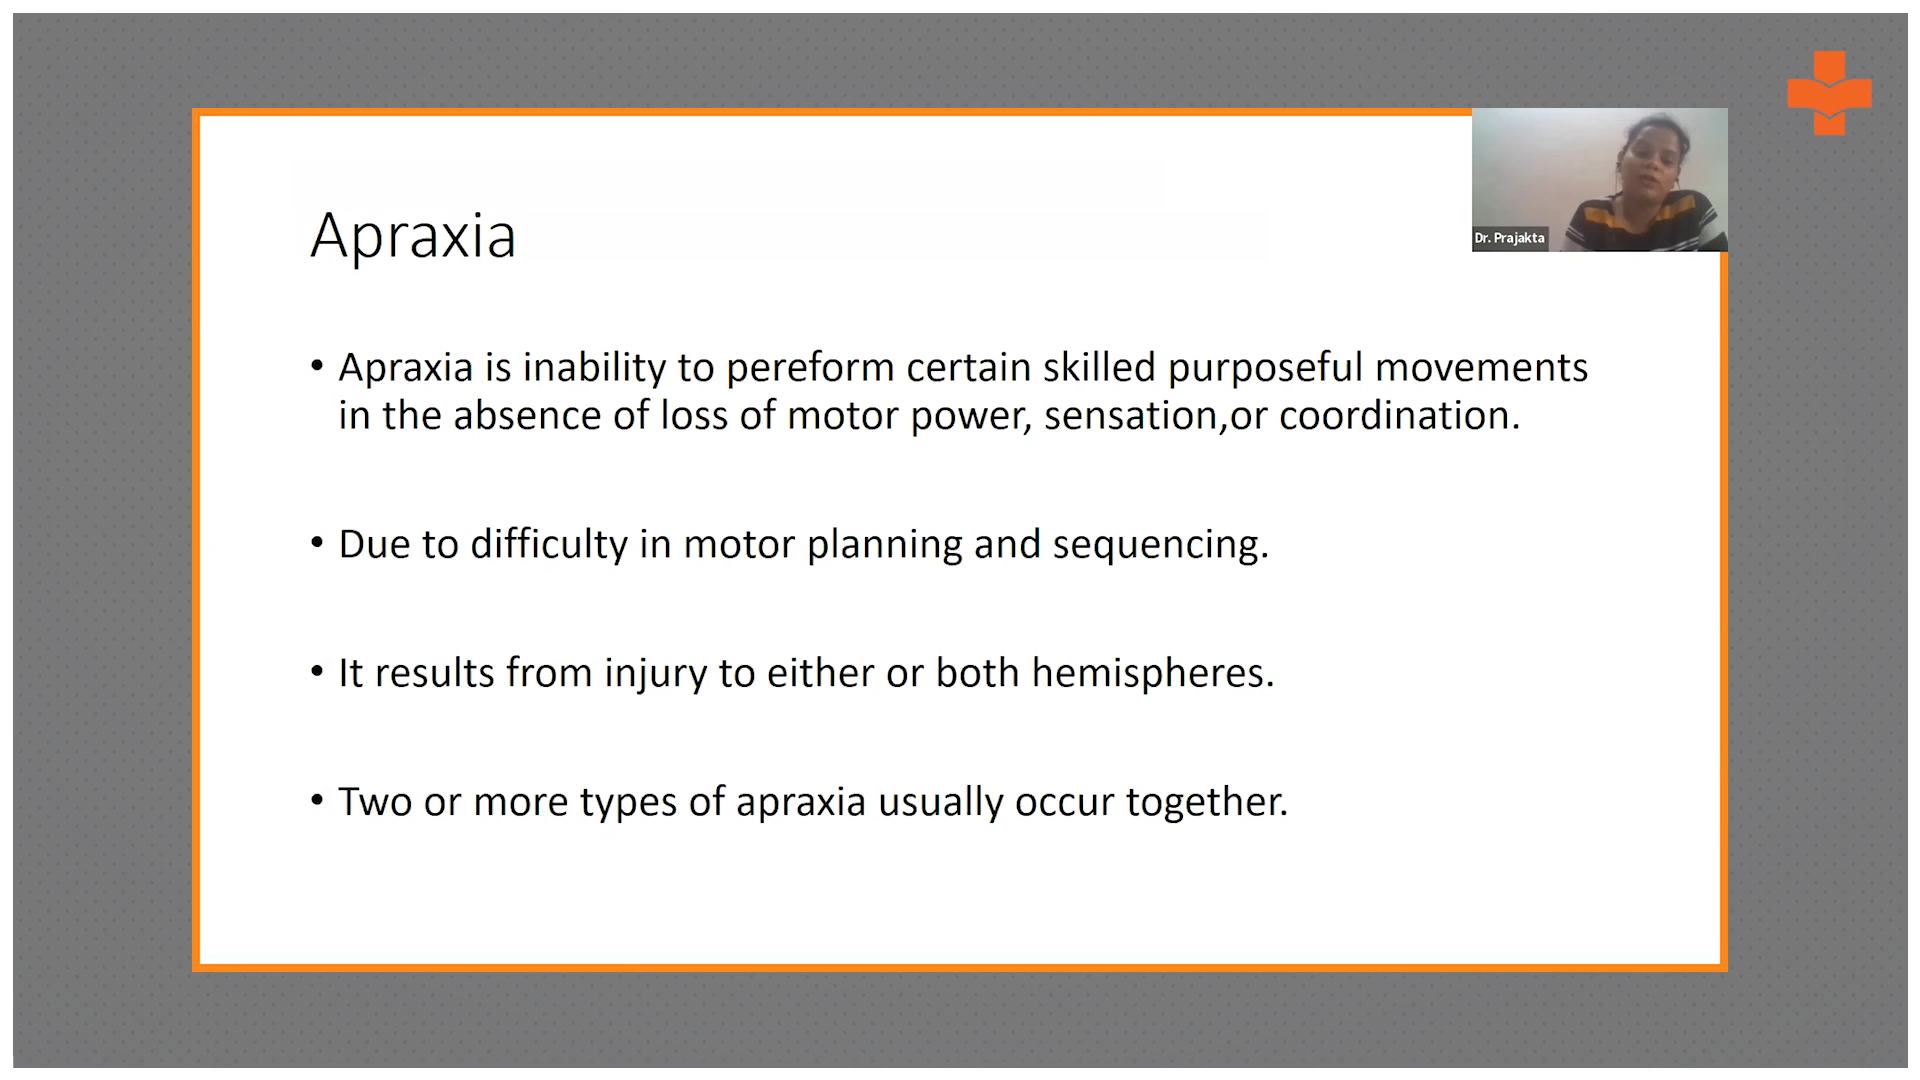 Apraxia
Dr. Prajakta
• Apraxia is inability to pereform certain skilled purposeful movements
in the absence of loss of motor power, sensation,or coordination.
• Due to difficulty in motor planning and sequencing.
• It results from injury to either or both hemispheres.
• Two or more types of apraxia usually occur together.